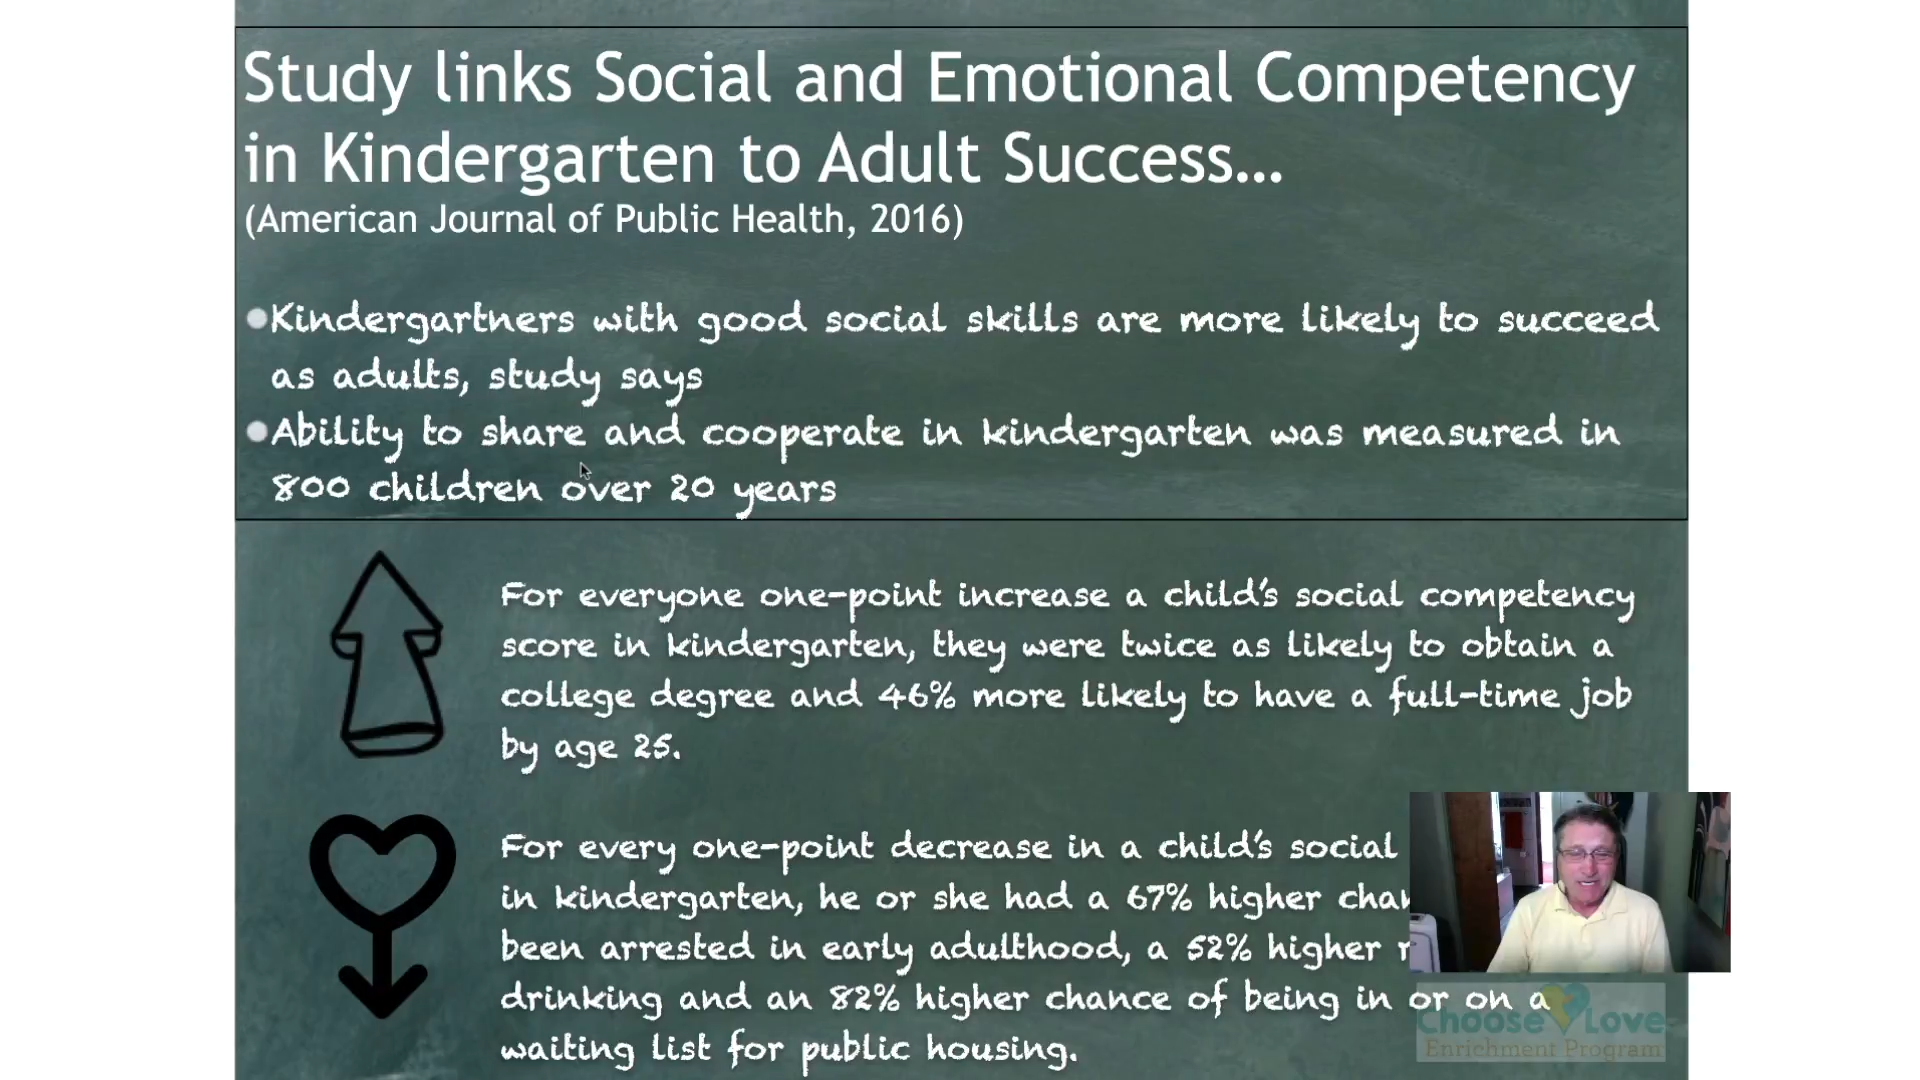 Study links Social and Emotional Competency
in Kindergarten to Adult Success...
(American Journal of Public Health, 2016)
Kindergartners with good social skills are more likely to succeed
as adults, study says
Ability to share and cooperate in kindergarten was measured in
800 children over 20 years
For everyone one-point increase a child's social competency
score in kindergarten, they were twice as likely to obtain a
college degree and 46% more likely to have a full-time job
by age 25.
For every one-point decrease in a child's social
in kindergarten, he or she had a 67% higher
been arrested in early adulthood, a 52% higher
drinking and an 82% higher chance of being in or on a
waiting list for public housing.
Choose Love
Enrichment Program